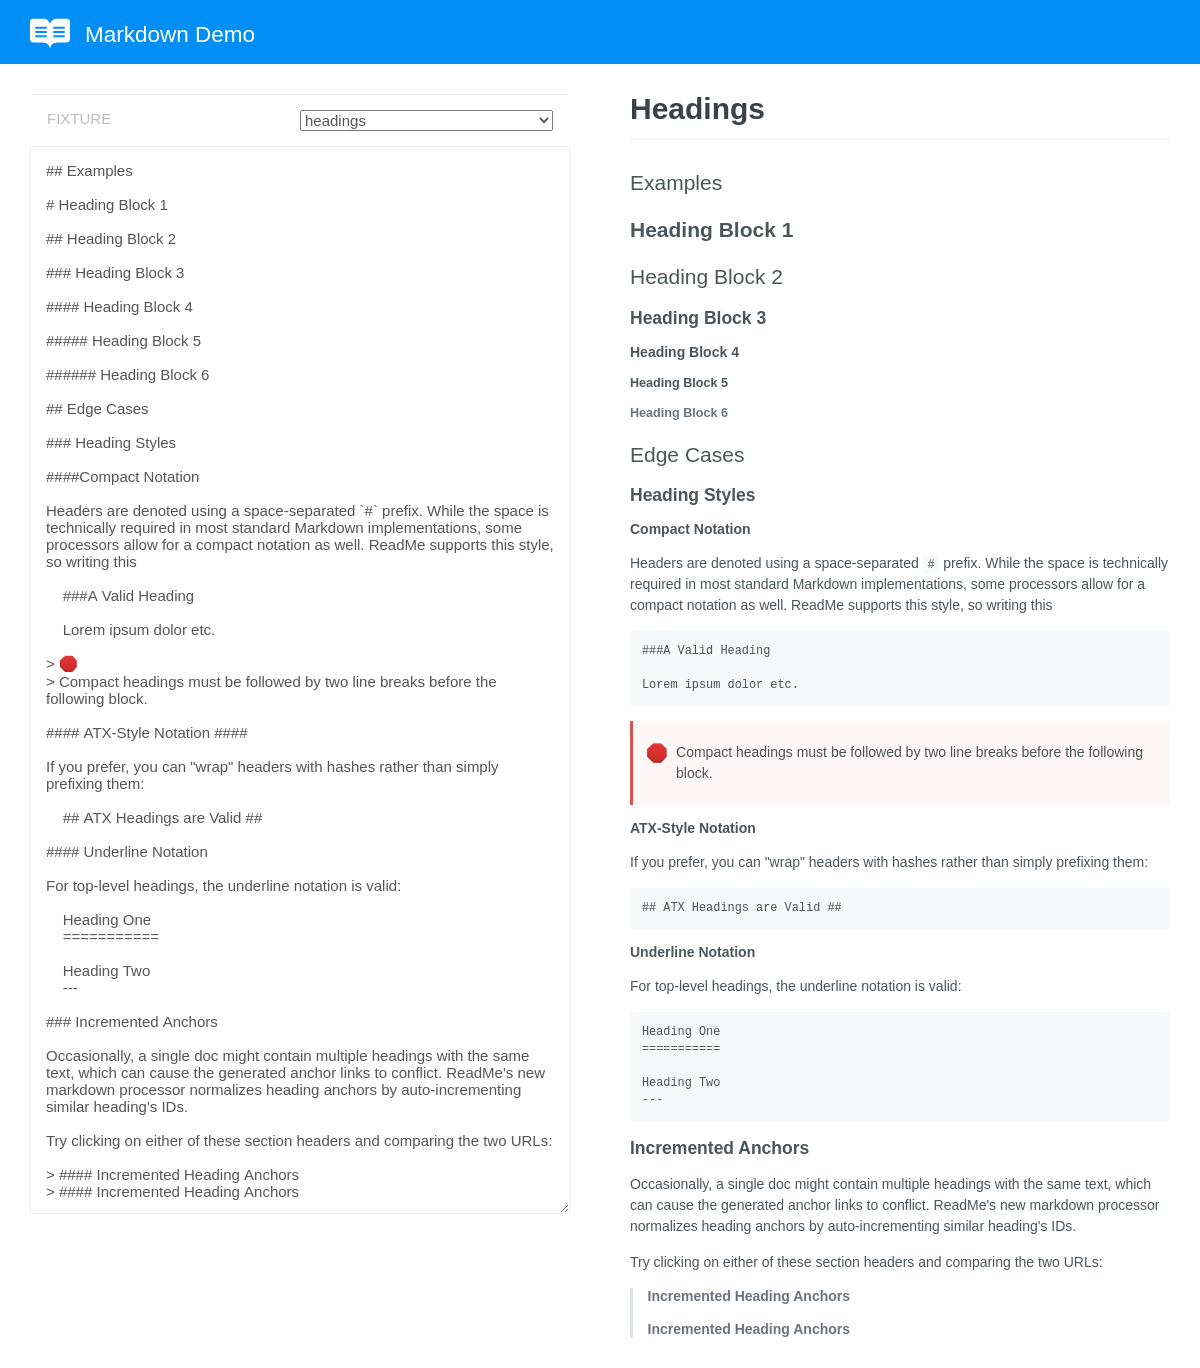 Markdown Demo
FIXTURE
headings
## Examples
# Heading Block 1
## Heading Block 2
### Heading Block 3
#### Heading Block 4
##### Heading Block 5
###### Heading Block 6
## Edge Cases
### Heading Styles
####Compact Notation
Headers are denoted using a space-separated `#` prefix. While the space is
technically required in most standard Markdown implementations, some
processors allow for a compact notation as well. ReadMe supports this style,
so writing this
###A Valid Heading
Lorem ipsum dolor etc.
> 🛑
> Compact headings must be followed by two line breaks before the
following block.
#### ATX-Style Notation ####
If you prefer, you can "wrap" headers with hashes rather than simply
prefixing them:
## ATX Headings are Valid ##
#### Underline Notation
For top-level headings, the underline notation is valid:
Heading One
===========
Heading Two
---
### Incremented Anchors
Occasionally, a single doc might contain multiple headings with the same
text, which can cause the generated anchor links to conflict. ReadMe's new
markdown processor normalizes heading anchors by auto-incrementing
similar heading's IDs.
Try clicking on either of these section headers and comparing the two URLs:
> #### Incremented Heading Anchors
> #### Incremented Heading Anchors
Headings
Examples
Heading Block 1
Heading Block 2
Heading Block 3
Heading Block 4
Heading Block 5
Heading Block 6
Edge Cases
Heading Styles
Compact Notation
Headers are denoted using a space-separated # prefix. While the space is technically
required in most standard Markdown implementations, some processors allow for a
compact notation as well. ReadMe supports this style, so writing this
###A Valid Heading
Lorem ipsum dolor etc.
🛑 Compact headings must be followed by two line breaks before the following
block.
ATX-Style Notation
If you prefer, you can "wrap" headers with hashes rather than simply prefixing them:
## ATX Headings are Valid ##
Underline Notation
For top-level headings, the underline notation is valid:
Heading One
===========
Heading Two
---
Incremented Anchors
Occasionally, a single doc might contain multiple headings with the same text, which
can cause the generated anchor links to conflict. ReadMe's new markdown processor
normalizes heading anchors by auto-incrementing similar heading's IDs.
Try clicking on either of these section headers and comparing the two URLs:
Incremented Heading Anchors
Incremented Heading Anchors